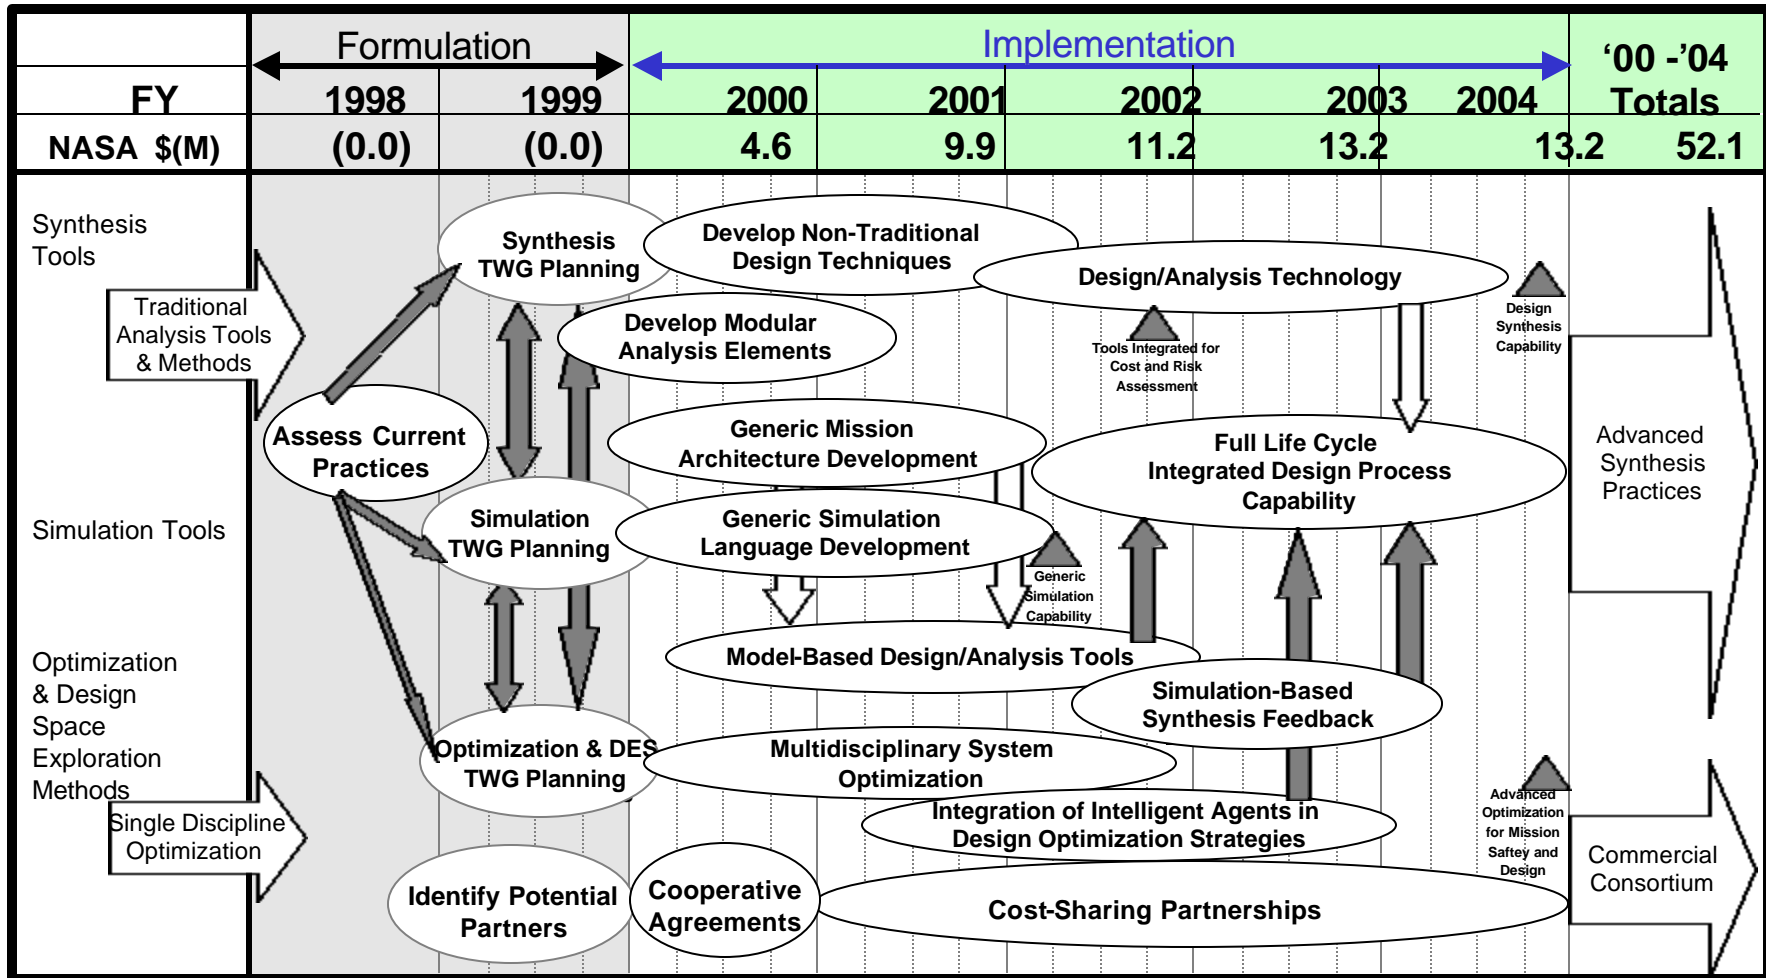 Formulation
Implementation
‘00 -’04
Totals
FY 1998 1999 2000 2001 2002 2003 2004
NASA $(M) (0.0) (0.0) 4.6 9.9 11.2 13.2 13.2 52.1
Synthesis
Tools
Traditional
Analysis Tools
& Methods
Simulation Tools
Optimization
& Design
Space
Exploration
Methods
Single Discipline
Optimization
Assess Current
Practices
Synthesis
TWG Planning
Simulation
TWG Planning
Optimization & DES
TWG Planning
Identify Potential
Partners
Develop Non-Traditional
Design Techniques
Develop Modular
Analysis Elements
Generic Mission
Architecture Development
Generic Simulation
Language Development
Model-Based Design/Analysis Tools
Multidisciplinary System
Optimization
Integration of Intelligent Agents in
Design Optimization Strategies
Cooperative
Agreements
Cost-Sharing Partnerships
Design/Analysis Technology
Tools Integrated for
Cost and Risk
Assessment
Design
Synthesis
Capability
Full Life Cycle
Integrated Design Process
Capability
Generic
Simulation
Capability
Simulation-Based
Synthesis Feedback
Advanced
Optimization
for Mission
Saftey and
Design
Advanced
Synthesis
Practices
Commercial
Consortium